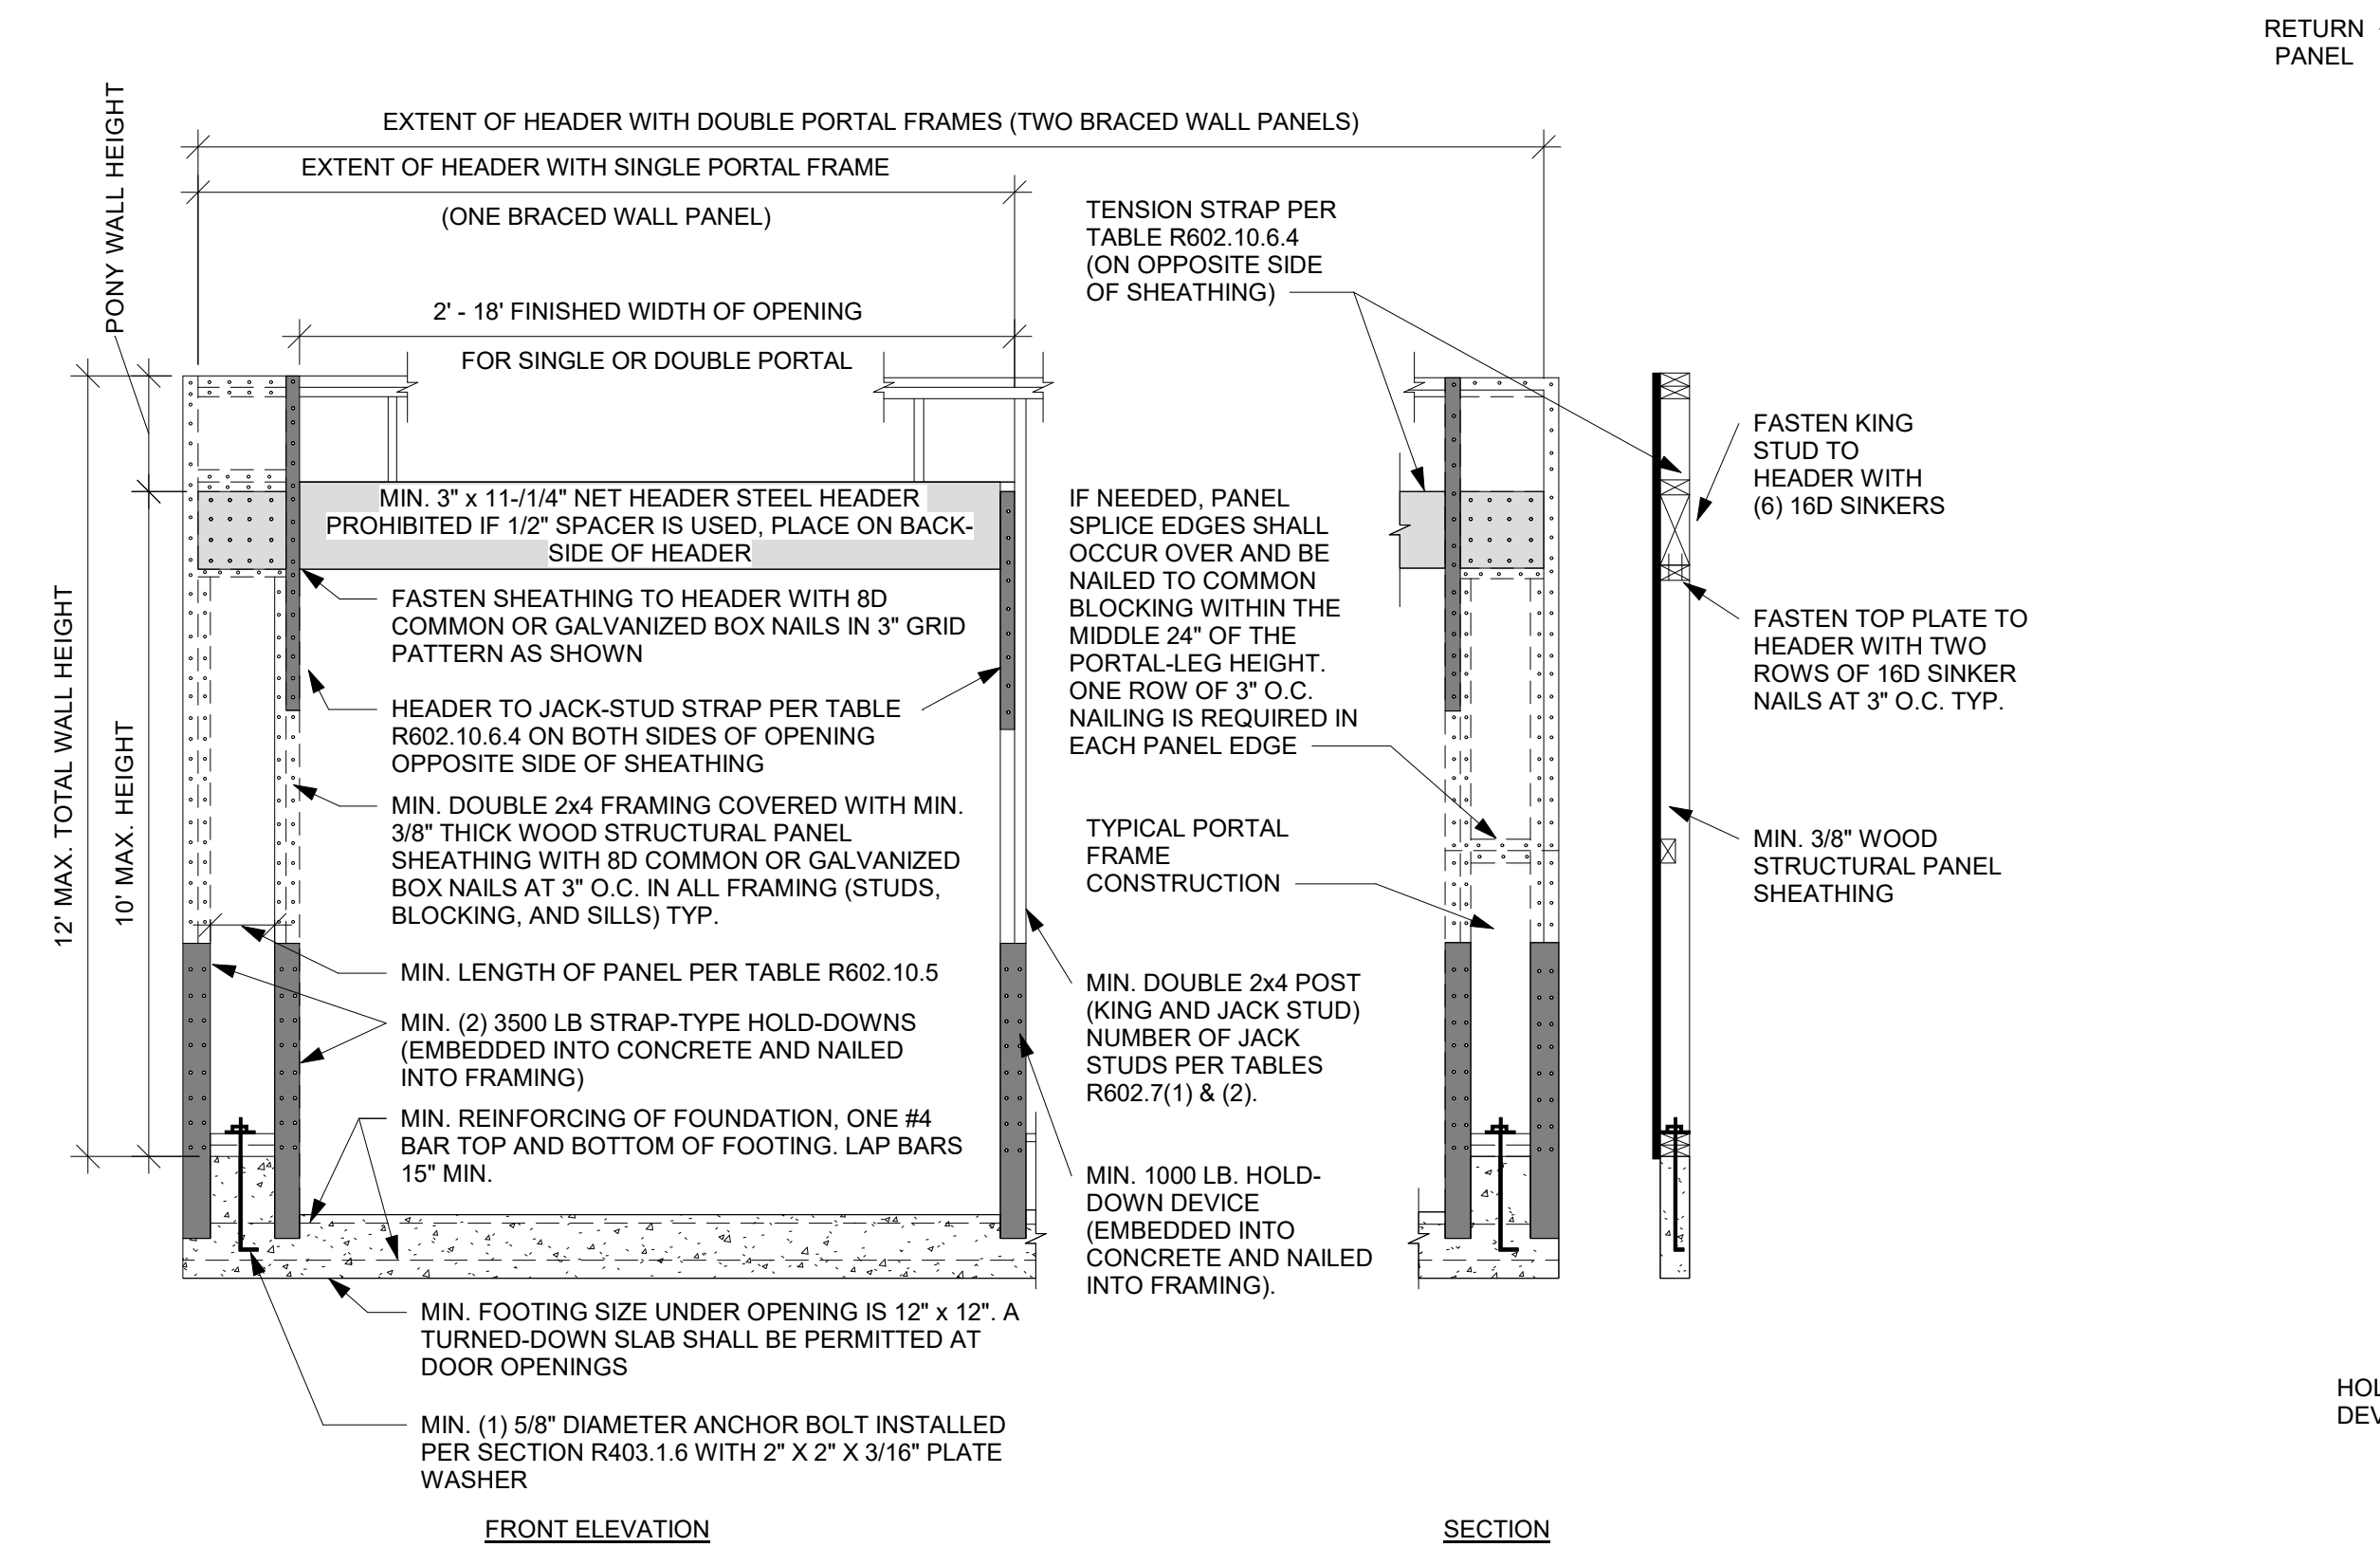 RETURN
PANEL
EXTENT OF HEADER WITH DOUBLE PORTAL FRAMES (TWO BRACED WALL PANELS)
EXTENT OF HEADER WITH SINGLE PORTAL FRAME
(ONE BRACED WALL PANEL)
2' - 18' FINISHED WIDTH OF OPENING
FOR SINGLE OR DOUBLE PORTAL
PONY WALL HEIGHT
12' MAX. TOTAL WALL HEIGHT
10' MAX. HEIGHT
MIN. 3" x 11-/1/4" NET HEADER STEEL HEADER
PROHIBITED IF 1/2" SPACER IS USED, PLACE ON BACK-
SIDE OF HEADER
FASTEN SHEATHING TO HEADER WITH 8D
COMMON OR GALVANIZED BOX NAILS IN 3" GRID
PATTERN AS SHOWN
HEADER TO JACK-STUD STRAP PER TABLE
R602.10.6.4 ON BOTH SIDES OF OPENING
OPPOSITE SIDE OF SHEATHING
MIN. DOUBLE 2x4 FRAMING COVERED WITH MIN.
3/8" THICK WOOD STRUCTURAL PANEL
SHEATHING WITH 8D COMMON OR GALVANIZED
BOX NAILS AT 3" O.C. IN ALL FRAMING (STUDS,
BLOCKING, AND SILLS) TYP.
MIN. LENGTH OF PANEL PER TABLE R602.10.5
MIN. (2) 3500 LB STRAP-TYPE HOLD-DOWNS
(EMBEDDED INTO CONCRETE AND NAILED
INTO FRAMING)
MIN. REINFORCING OF FOUNDATION, ONE #4
BAR TOP AND BOTTOM OF FOOTING. LAP BARS
15" MIN.
MIN. FOOTING SIZE UNDER OPENING IS 12" x 12". A
TURNED-DOWN SLAB SHALL BE PERMITTED AT
DOOR OPENINGS
MIN. (1) 5/8" DIAMETER ANCHOR BOLT INSTALLED
PER SECTION R403.1.6 WITH 2" X 2" X 3/16" PLATE
WASHER
FRONT ELEVATION
TENSION STRAP PER
TABLE R602.10.6.4
(ON OPPOSITE SIDE
OF SHEATHING)
IF NEEDED, PANEL
SPLICE EDGES SHALL
OCCUR OVER AND BE
NAILED TO COMMON
BLOCKING WITHIN THE
MIDDLE 24" OF THE
PORTAL-LEG HEIGHT.
ONE ROW OF 3" O.C.
NAILING IS REQUIRED IN
EACH PANEL EDGE
TYPICAL PORTAL
FRAME
CONSTRUCTION
MIN. DOUBLE 2x4 POST
(KING AND JACK STUD)
NUMBER OF JACK
STUDS PER TABLES
R602.7(1) & (2).
MIN. 1000 LB. HOLD-
DOWN DEVICE
(EMBEDDED INTO
CONCRETE AND NAILED
INTO FRAMING).
FASTEN KING
STUD TO
HEADER WITH
(6) 16D SINKERS
FASTEN TOP PLATE TO
HEADER WITH TWO
ROWS OF 16D SINKER
NAILS AT 3" O.C. TYP.
MIN. 3/8" WOOD
STRUCTURAL PANEL
SHEATHING
SECTION